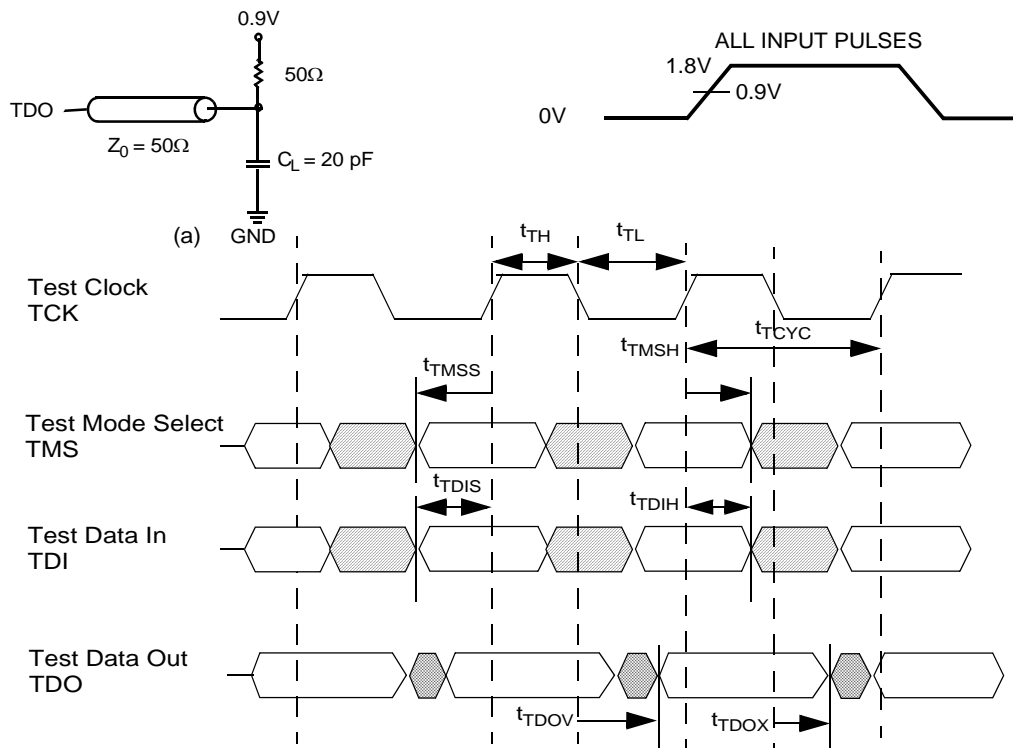 0.9V
ALL INPUT PULSES
50Ω
1.8V
0.9V
TDO
0V
Z0 = 50Ω
CL = 20 pF
(a)
GND
tTH
tTL
Test Clock
TCK
tTMSH
tTCYC
tTMSS
Test Mode Select
TMS
tTDIS
tTDIH
Test Data In
TDI
Test Data Out
TDO
tTDOV
tTDOX